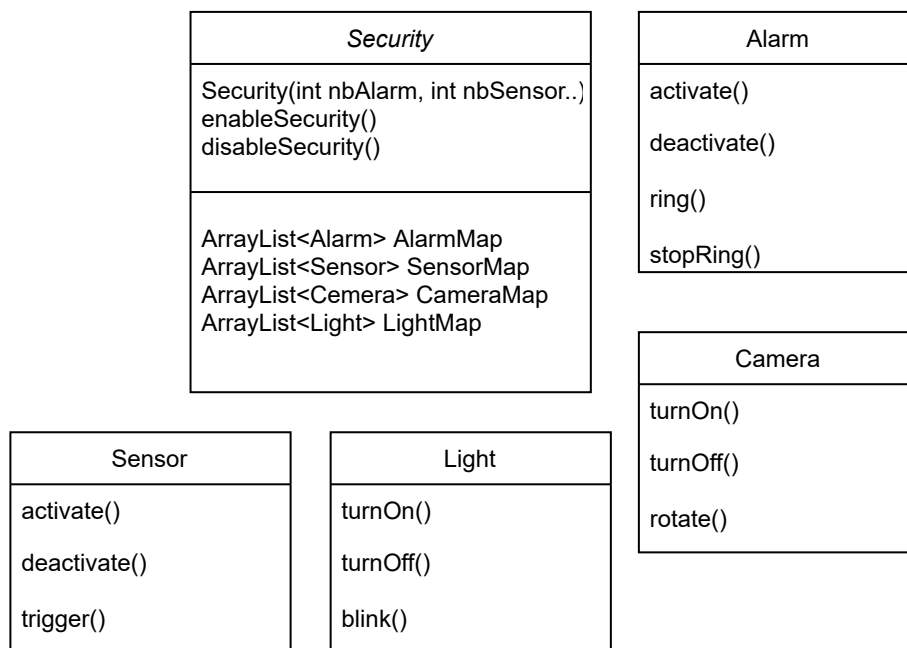 Security
Security(int nbAlarm, int nbSensor..)
enableSecurity()
disableSecurity()
ArrayList<Alarm> AlarmMap
ArrayList<Sensor> SensorMap
ArrayList<Cemera> CameraMap
ArrayList<Light> LightMap
Alarm
activate()
deactivate()
ring()
stopRing()
Camera
turnOn()
turnOff()
rotate()
Sensor
activate()
deactivate()
trigger()
Light
turnOn()
turnOff()
blink()